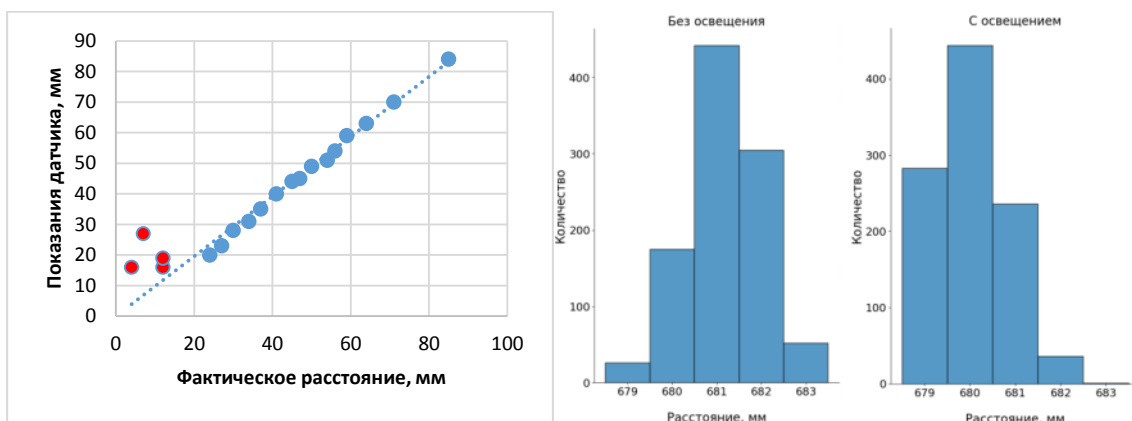 90
80
70
60
50
40
30
20
10
0
0 20 40 60 80 100
Показания датчика, мм
Фактическое расстояние, мм
Без освещения
400
300
200
100
0
Количество
679 680 681 682 683
Расстояние, мм
С освещением
400
300
200
100
0
Количество
679 680 681 682 683
Расстояние, мм